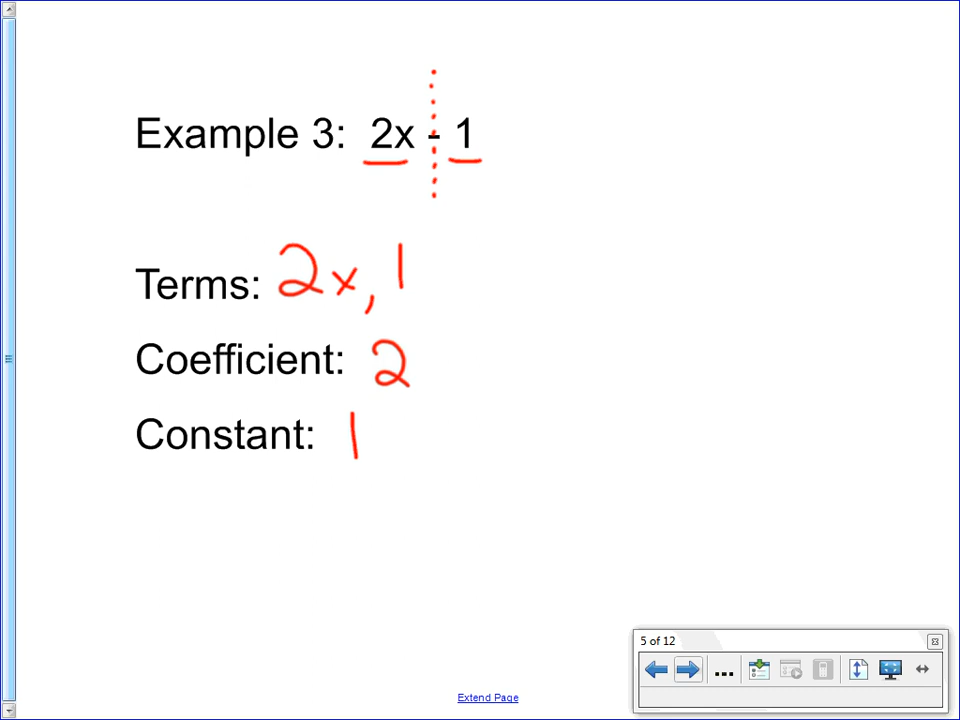 Example 3: 2x - 1
Terms: 2x, 1
Coefficient: 2
Constant: 1
5 of 12
...
Extend Page